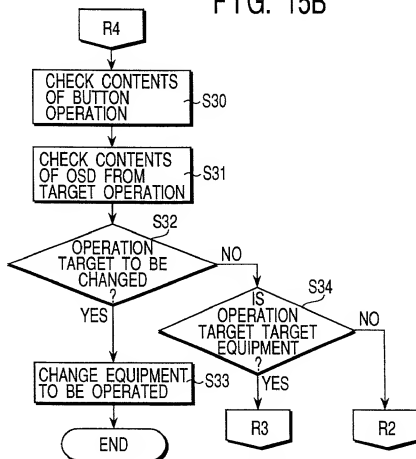 FIG. 15B
R4
CHECK CONTENTS
OF BUTTON
OPERATION
S30
CHECK CONTENTS
OF OSD FROM
TARGET OPERATION
S31
S32
OPERATION
TARGET TO BE
CHANGED
?
NO
YES
S34
IS
OPERATION
TARGET TARGET
EQUIPMENT
?
NO
YES
CHANGE EQUIPMENT
TO BE OPERATED
S33
R3
R2
END